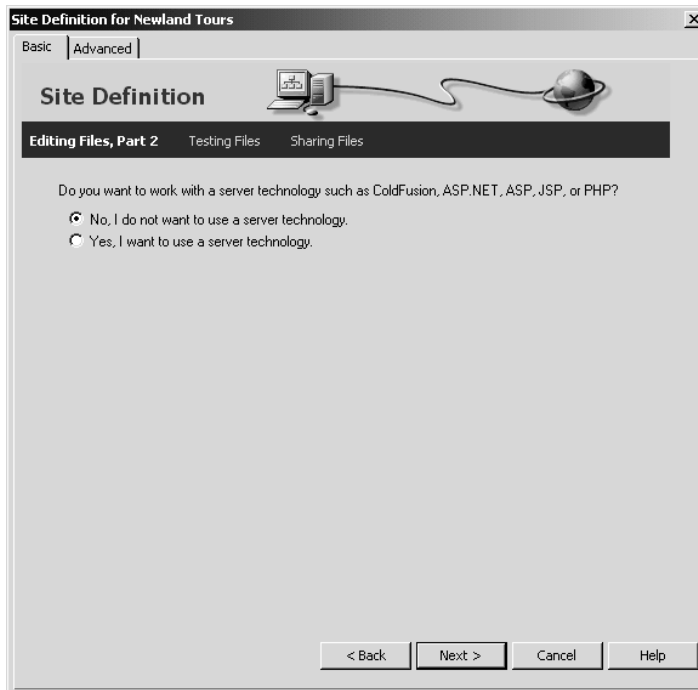 Site Definition for Newland Tours
Basic Advanced
Site Definition
Editing Files, Part 2 Testing Files Sharing Files
Do you want to work with a server technology such as ColdFusion, ASP.NET, ASP, JSP, or PHP?
No, I do not want to use a server technology.
Yes, I want to use a server technology.
< Back Next > Cancel Help